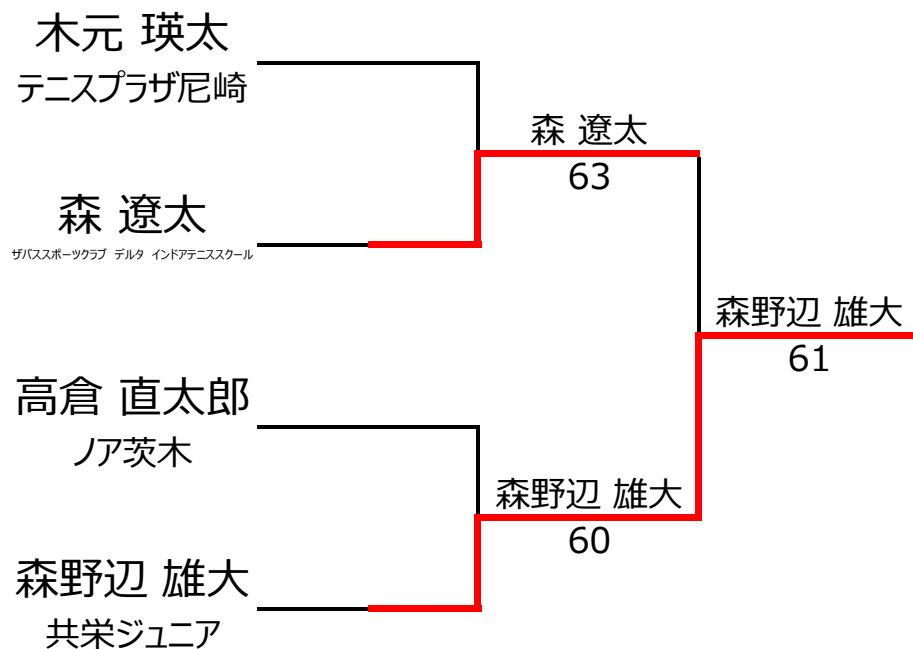 木元 瑛太
テニスプラザ尼崎
森 遼太
63
森 遼太
ザバススポーツクラブ デルタ インドアテニススクール
森野辺 雄大
61
高倉 直太郎
ノア茨木
森野辺 雄大
60
森野辺 雄大
共栄ジュニア